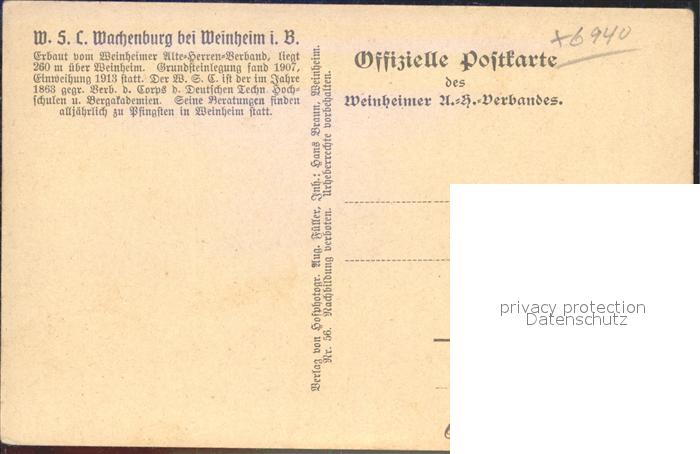 W. S. C. Wachenburg bei Weinheim i. B.
Erbaut vom Weinheimer Alte-Herren-Verband, liegt
260 m über Weinheim. Grundsteinlegung fand 1907,
Einweihung 1913 statt. Der W. S. C. ist der im Jahre
1863 gegr. Verb. d. Corps d. Deutschen Techn. Hoch-
schulen u. Bergakademien. Seine Beratungen finden
alljährlich zu Pfingsten in Weinheim statt.
Verlag von Hofphotogr. Aug. Füller, Inh.: Hans Braun, Weinheim.
Nr. 56. Nachbildung verboten. Urheberrechte vorbehalten.
x6940
Offizielle Postkarte
des
Weinheimer A.-H.-Verbandes.
privacy protection
Datenschutz